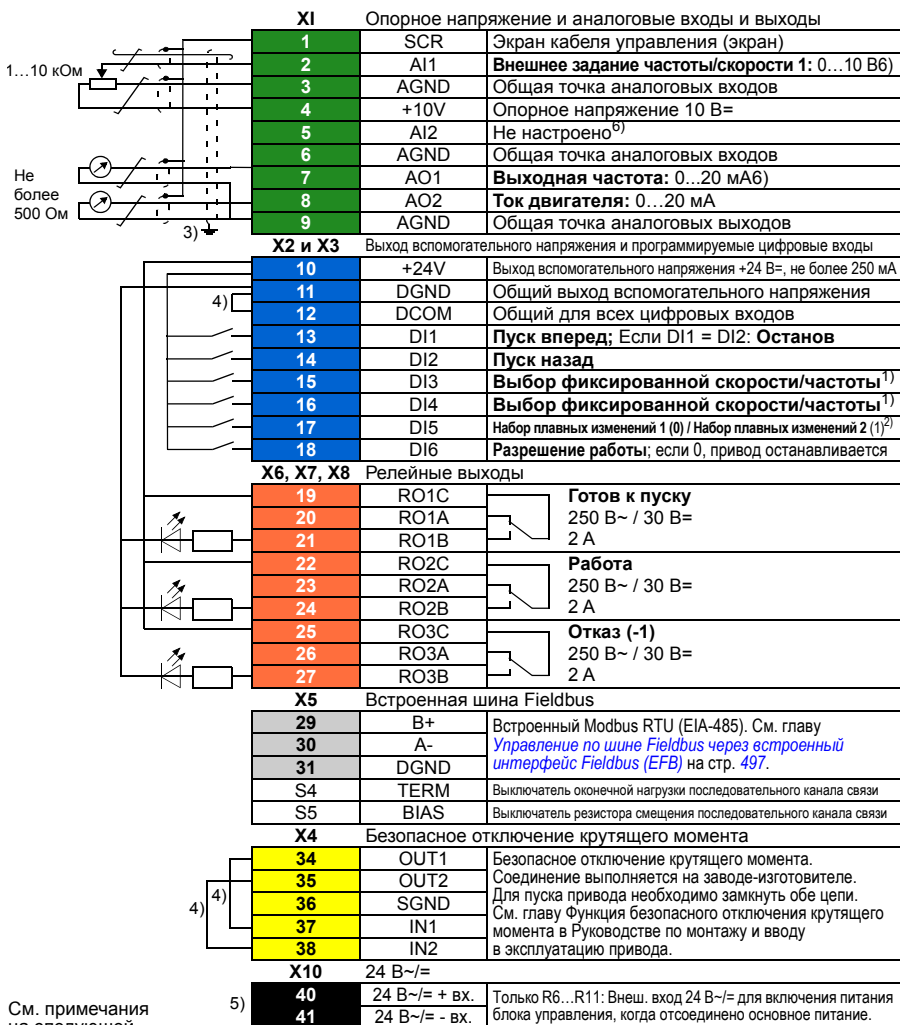 XI Опорное напряжение и аналоговые входы и выходы
1 SCR Экран кабеля управления (экран)
1…10 кОм 2 AI1 Внешнее задание частоты/скорости 1: 0…10 В6)
3 AGND Общая точка аналоговых входов
4 +10V Опорное напряжение 10 В=
5 AI2 Не настроено6)
6 AGND Общая точка аналоговых входов
Не более 500 Ом
7 AO1 Выходная частота: 0...20 мА6)
8 AO2 Ток двигателя: 0…20 мА
3) 9 AGND Общая точка аналоговых выходов
X2 и X3 Выход вспомогательного напряжения и программируемые цифровые входы
10 +24V Выход вспомогательного напряжения +24 В=, не более 250 мА
4) 11 DGND Общий выход вспомогательного напряжения
12 DCOM Общий для всех цифровых входов
13 DI1 Пуск вперед; Если DI1 = DI2: Останов
14 DI2 Пуск назад
15 DI3 Выбор фиксированной скорости/частоты1)
16 DI4 Выбор фиксированной скорости/частоты1)
17 DI5 Набор плавных изменений 1 (0) / Набор плавных изменений 2 (1)2)
18 DI6 Разрешение работы; если 0, привод останавливается
X6, X7, X8 Релейные выходы
19 RO1C Готов к пуску
20 RO1A 250 В~ / 30 В=
21 RO1B 2 А
22 RO2C Работа
23 RO2A 250 В~ / 30 В=
24 RO2B 2 А
25 RO3C Отказ (-1)
26 RO3A 250 В~ / 30 В=
27 RO3B 2 А
X5 Встроенная шина Fieldbus
29 B+ Встроенный Modbus RTU (EIA-485). См. главу
30 A- Управление по шине Fieldbus через встроенный
31 DGND интерфейс Fieldbus (EFB) на стр. 497.
S4 TERM Выключатель оконечной нагрузки последовательного канала связи
S5 BIAS Выключатель резистора смещения последовательного канала связи
X4 Безопасное отключение крутящего момента
34 OUT1 Безопасное отключение крутящего момента.
35 OUT2 Соединение выполняется на заводе-изготовителе.
4) 4) 36 SGND Для пуска привода необходимо замкнуть обе цепи.
37 IN1 См. главу Функция безопасного отключения крутящего момента в Руководстве по монтажу и вводу
38 IN2 в эксплуатацию привода.
X10 24 В~/=
5) 40 24 В~/= + вх. Только R6…R11: Внеш. вход 24 В~/= для включения питания
41 24 В~/= - вх. блока управления, когда отсоединено основное питание.
См. примечания